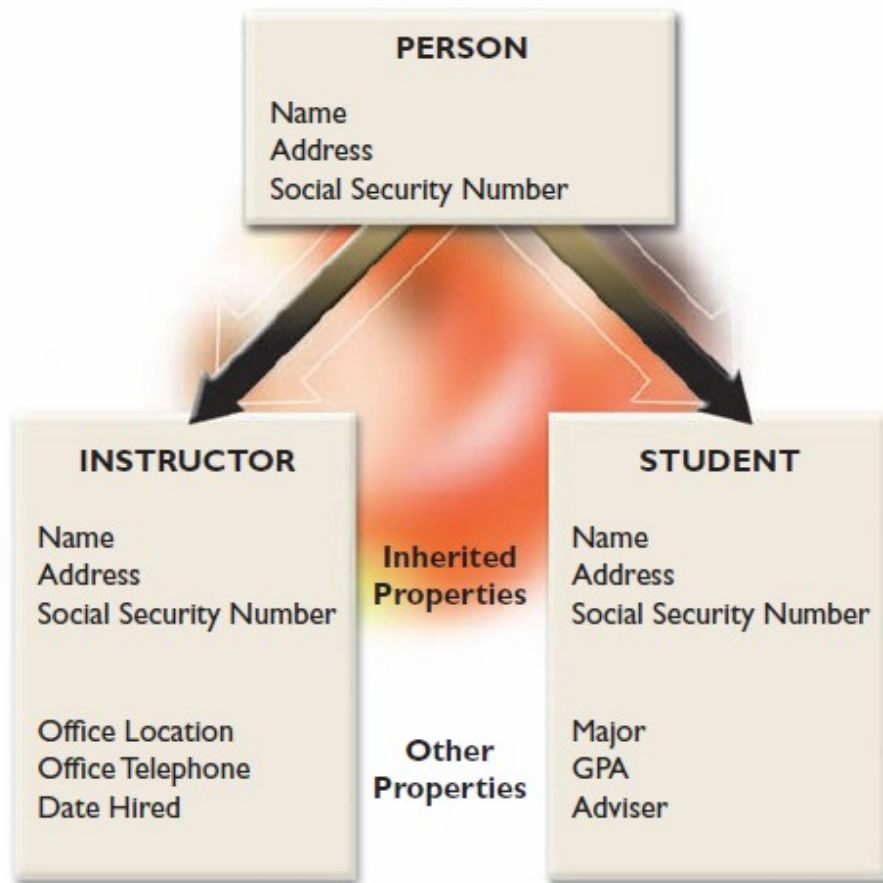 PERSON
Name
Address
Social Security Number
INSTRUCTOR
Name
Address
Social Security Number
Office Location
Office Telephone
Date Hired
Inherited
Properties
Other
Properties
STUDENT
Name
Address
Social Security Number
Major
GPA
Adviser